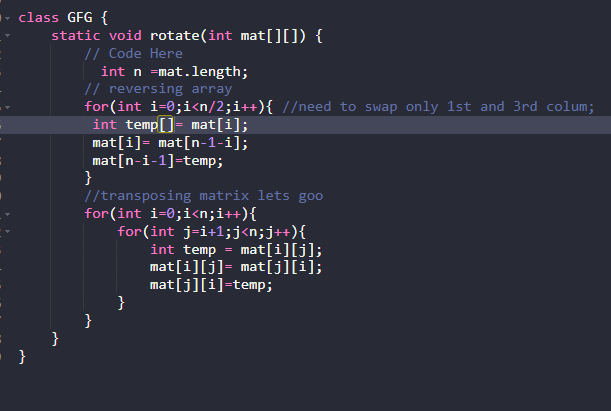 class GFG {
    static void rotate(int mat[][]) {
        // Code Here
          int n =mat.length;
        // reversing array
        for(int i=0;i<n/2;i++){ //need to swap only 1st and 3rd colum;
         int temp[]= mat[i];
         mat[i]= mat[n-1-i];
         mat[n-i-1]=temp;
        }
        //transposing matrix lets goo
        for(int i=0;i<n;i++){
            for(int j=i+1;j<n;j++){
                int temp = mat[i][j];
                mat[i][j]= mat[j][i];
                mat[j][i]=temp;
            }
        }
    }
}